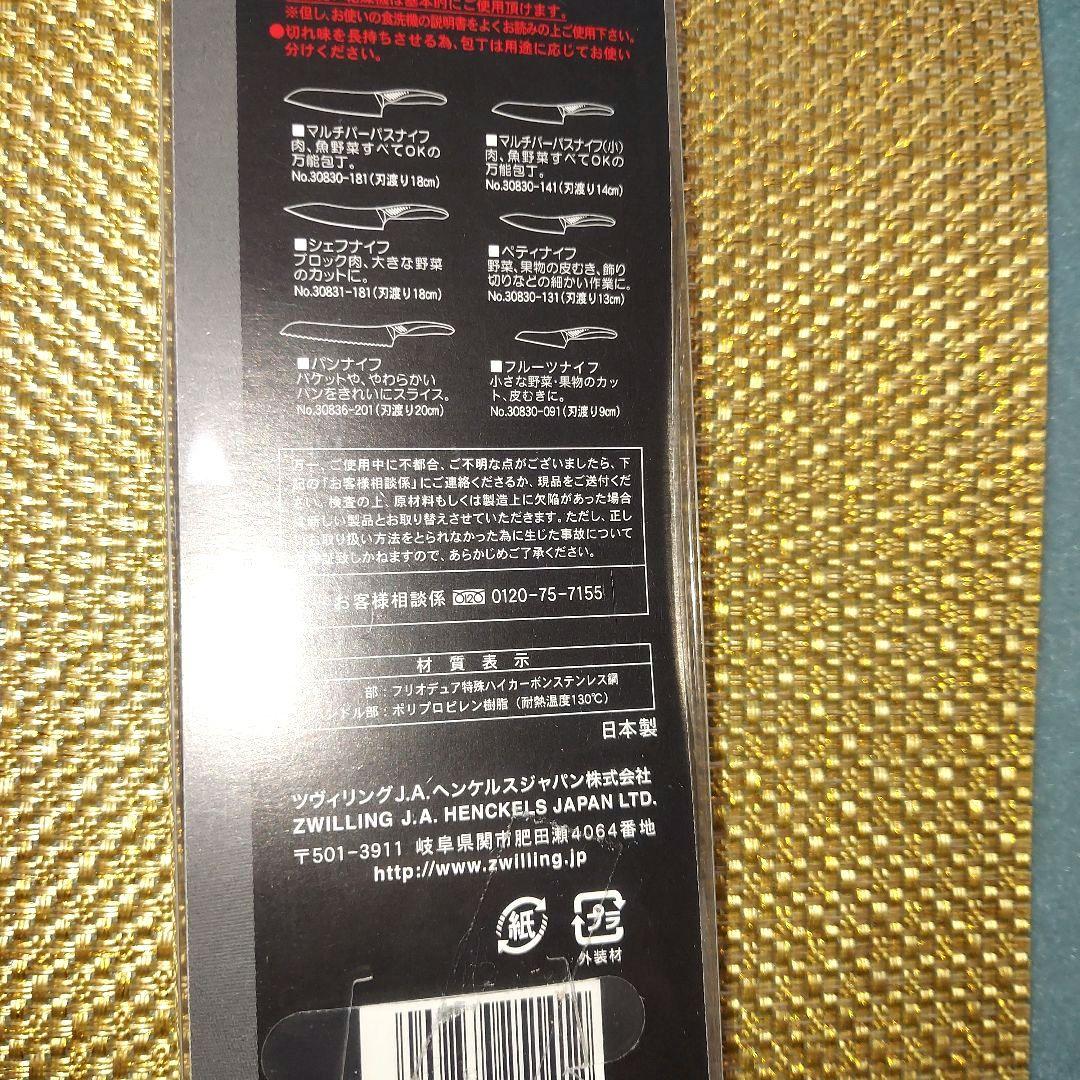 乾燥機は基本的にご使用頂けます。
※但し、お使いの食洗機の説明書をよくお読みの上ご使用下さい。
●切れ味を長持ちさせる為、包丁は用途に応じてお使い
分けください。
■マルチパーパスナイフ
肉、魚野菜すべてOKの
万能包丁。
No.30830-181(刃渡り18cm)
■マルチパーパスナイフ(小)
肉、魚野菜すべてOKの
万能包丁。
No.30830-141(刃渡り14cm)
■シェフナイフ
ブロック肉、大きな野菜
のカットに。
No.30831-181(刃渡り18cm)
■ペティナイフ
野菜、果物の皮むき、飾り
切りなどの細かい作業に。
No.30830-131(刃渡り13cm)
■パンナイフ
バケットや、やわらかい
パンをきれいにスライス。
No.30836-201(刃渡り20cm)
■フルーツナイフ
小さな野菜・果物のカッ
ト、皮むきに。
No.30830-091(刃渡り9cm)
万一、ご使用中に不都合、ご不明な点がございましたら、下
記の「お客様相談係」にご連絡くださるか、現品をご送付くだ
さい。検査の上、原材料もしくは製造上に欠陥があった場合
は新しい製品とお取り替えさせていただきます。ただし、正し
いお取り扱い方法をとられなかった為に生じた事故について
致しかねますので、あらかじめご了承ください。
お客様相談係 0120 0120-75-7155
材質表示
部:フリオデュア特殊ハイカーボンステンレス鋼
ドル部:ポリプロピレン樹脂(耐熱温度130℃)
日本製
ツヴィリングJ.A.ヘンケルスジャパン株式会社
ZWILLING J.A. HENCKELS JAPAN LTD.
〒501-3911 岐阜県関市肥田瀬4064番地
http://www.zwilling.jp
紙
プラ
外装材